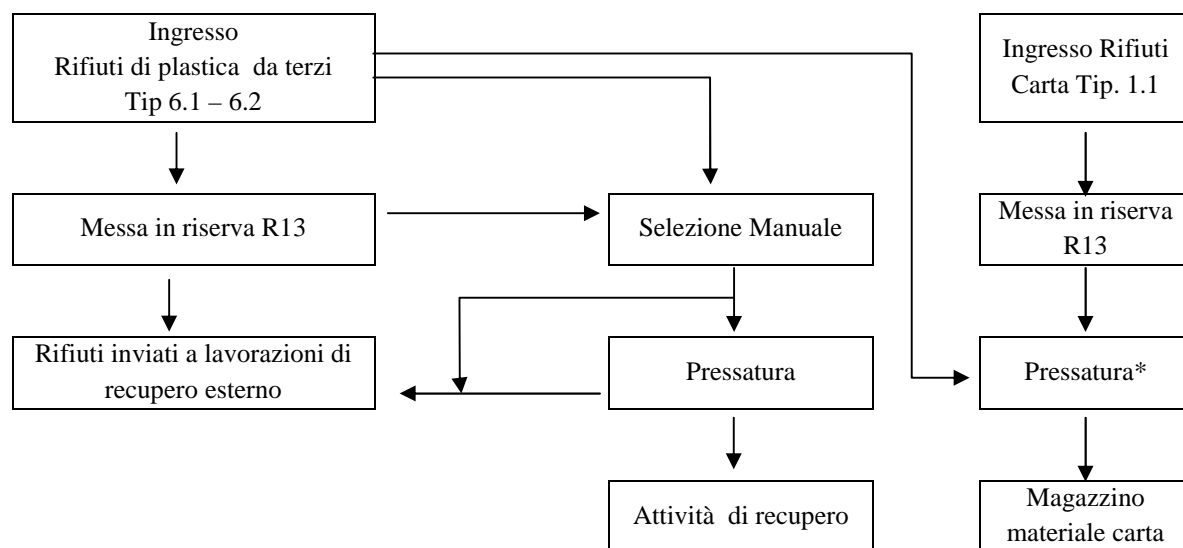 Ingresso
Rifiuti di plastica da terzi
Tip 6.1 – 6.2
Ingresso Rifiuti
Carta Tip. 1.1
Messa in riserva R13
Selezione Manuale
Messa in riserva
R13
Rifiuti inviati a lavorazioni di
recupero esterno
Pressatura
Pressatura*
Attività di recupero
Magazzino
materiale carta